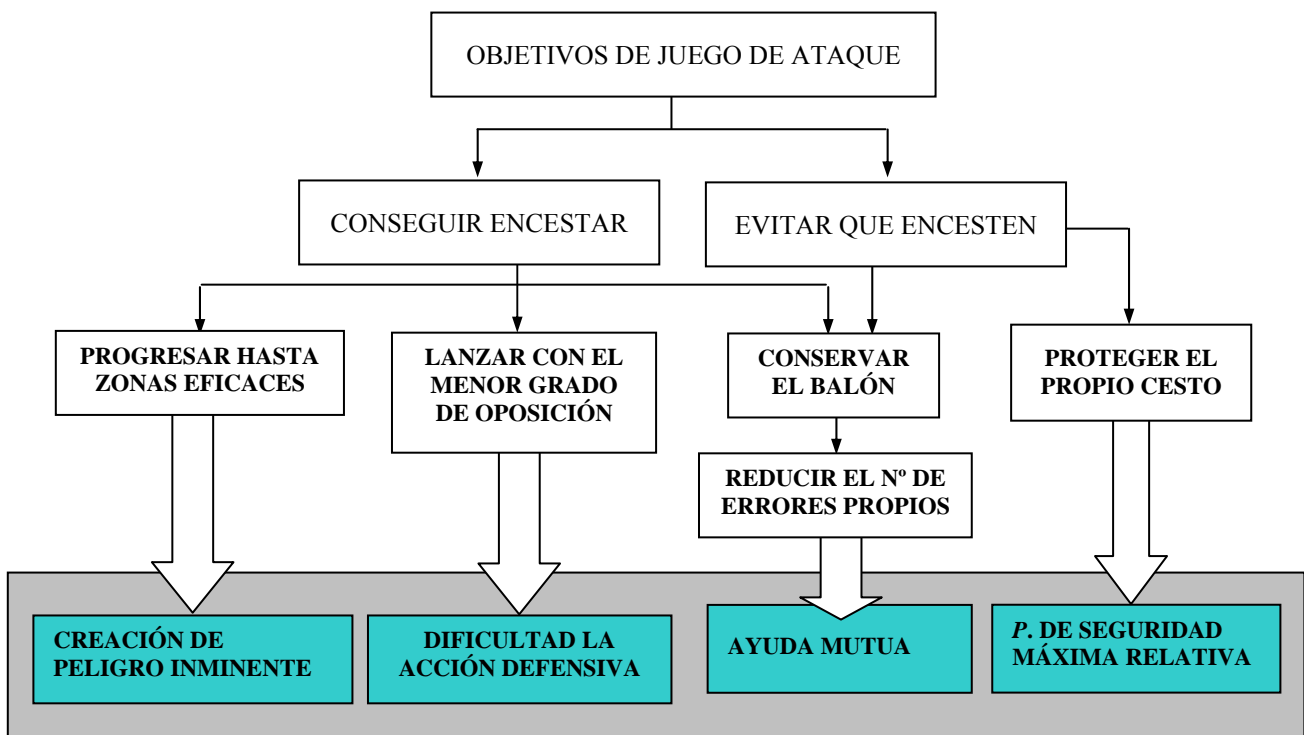 OBJETIVOS DE JUEGO DE ATAQUE
CONSEGUIR ENCESTAR
EVITAR QUE ENCESTEN
PROGRESAR HASTA
ZONAS EFICACES
LANZAR CON EL
MENOR GRADO
DE OPOSICIÓN
CONSERVAR
EL BALÓN
PROTEGER EL
PROPIO CESTO
REDUCIR EL Nº DE
ERRORES PROPIOS
CREACIÓN DE
PELIGRO INMINENTE
DIFICULTAD LA
ACCIÓN DEFENSIVA
AYUDA MUTUA
P. DE SEGURIDAD
MÁXIMA RELATIVA